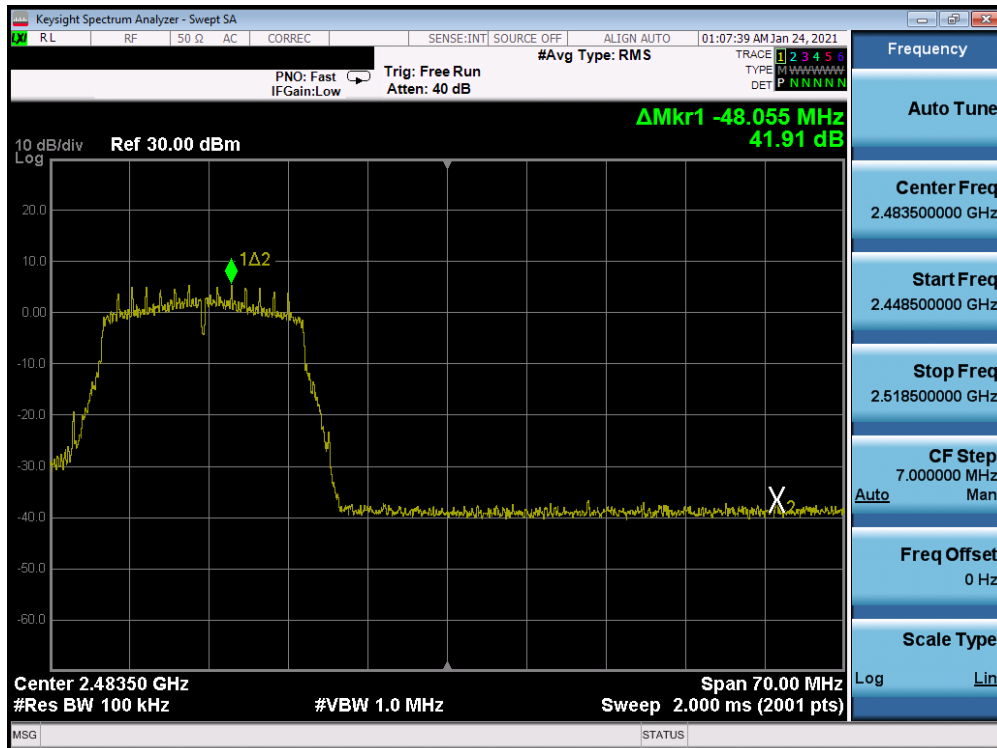 Keysight Spectrum Analyzer - Swept SA
LXI RL RF 50 Ω AC CORREC SENSE:INT SOURCE OFF ALIGN AUTO 01:07:39 AM Jan 24, 2021
#Avg Type: RMS
TRACE 1 2 3 4 5 6
PNO: Fast Trig: Free Run
TYPE M WWWWW
IFGain:Low Atten: 40 dB
DET P N N N N N
ΔMkr1 -48.055 MHz
41.91 dB
10 dB/div Ref 30.00 dBm
Log
20.0
10.0
1Δ2
0.00
-10.0
-20.0
-30.0
X2
-40.0
-50.0
-60.0
Center 2.48350 GHz Span 70.00 MHz
#Res BW 100 kHz #VBW 1.0 MHz Sweep 2.000 ms (2001 pts)
MSG STATUS
Frequency
Auto Tune
Center Freq
2.483500000 GHz
Start Freq
2.448500000 GHz
Stop Freq
2.518500000 GHz
CF Step
7.000000 MHz
Auto Man
Freq Offset
0 Hz
Scale Type
Log Lin